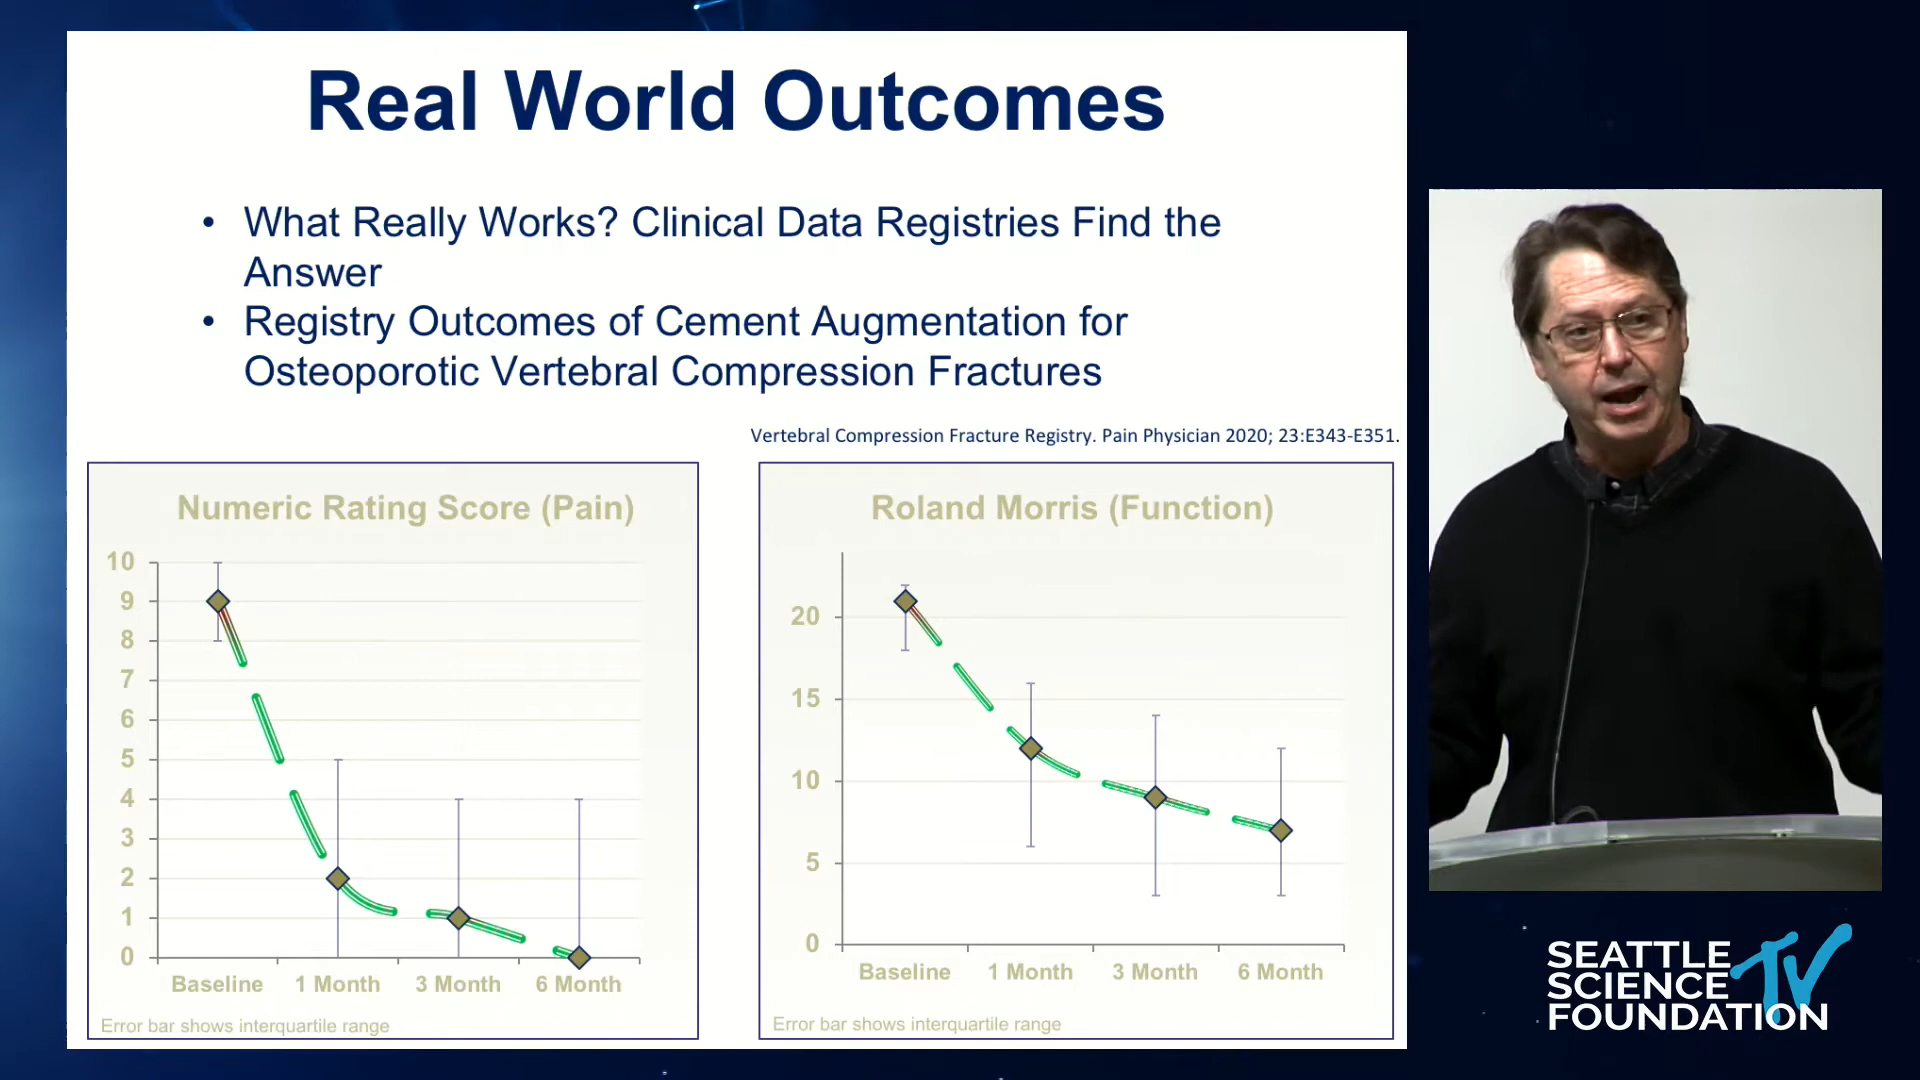 Real World Outcomes
• What Really Works? Clinical Data Registries Find the
Answer
• Registry Outcomes of Cement Augmentation for
Osteoporotic Vertebral Compression Fractures
Vertebral Compression Fracture Registry. Pain Physician 2020; 23:E343-E351.
Numeric Rating Score (Pain)
10
9
8
7
6
5
4
3
2
1
0
Baseline 1 Month 3 Month 6 Month
Error bar shows interquartile range
Roland Morris (Function)
20
15
10
5
0
Baseline 1 Month 3 Month 6 Month
Error bar shows interquartile range
SEATTLE
SCIENCE TV
FOUNDATION